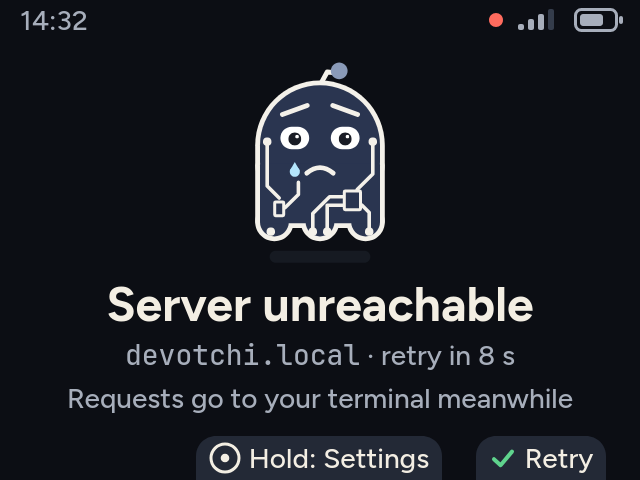 14:32
Server unreachable
devotchi.local · retry in 8 s
Requests go to your terminal meanwhile
Hold: Settings
Retry